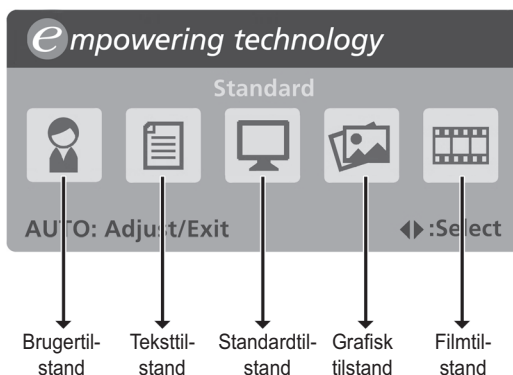 empowering technology
Standard
AUTO: Adjust/Exit
:Select
Brugertil-
stand
Teksttil-
stand
Standardtil-
stand
Grafisk
tilstand
Filmtil-
stand